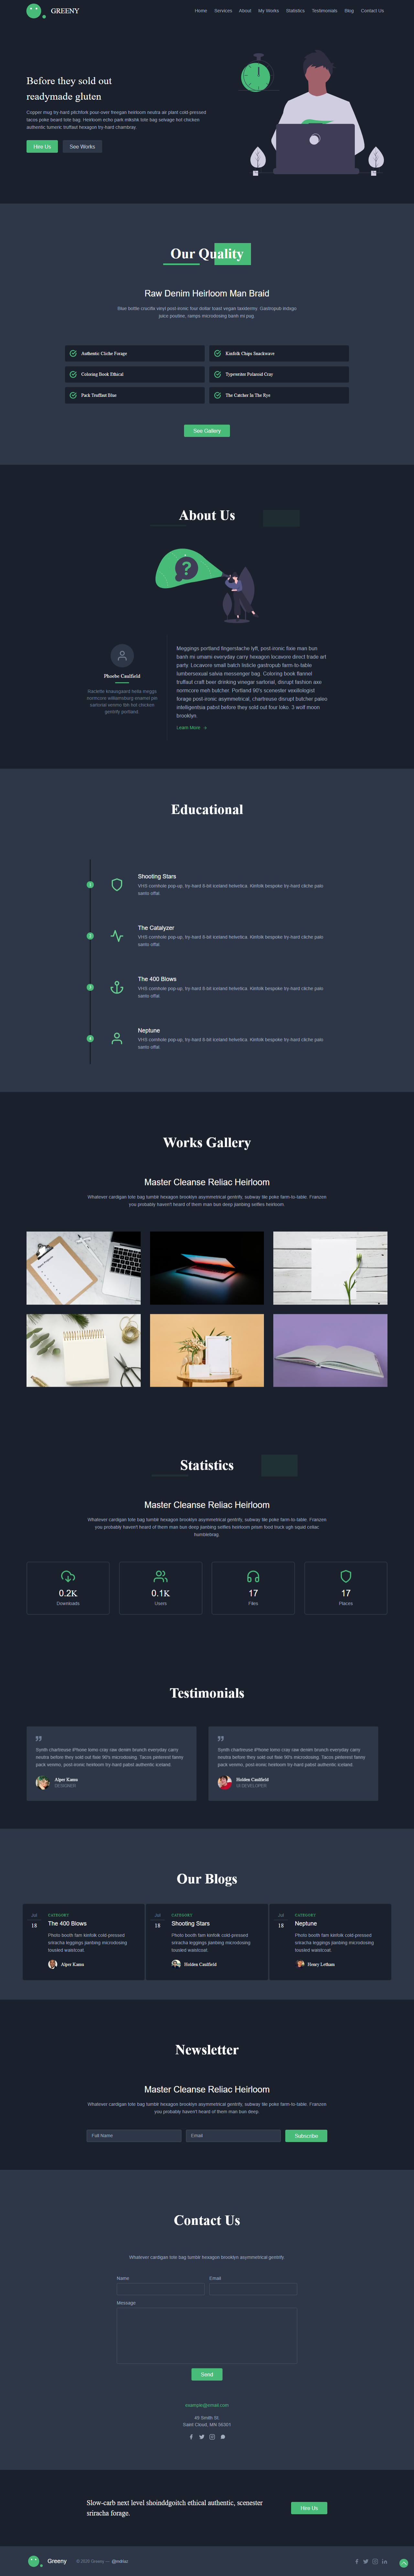 GREENY
Home Services About My Works Statistics Testimonials Blog Contact Us
Before they sold out
readymade gluten
Copper mug try-hard pitchfork pour-over freegan heirloom neutra air plant cold-pressed
tacos poke beard tote bag. Heirloom echo park mlkshk tote bag selvage hot chicken
authentic tumeric truffaut hexagon try-hard chambray.
Hire Us
See Works
Our Quality
Raw Denim Heirloom Man Braid
Blue bottle crucifix vinyl post-ironic four dollar toast vegan taxidermy. Gastropub indxgo
juice poutine, ramps microdosing banh mi pug.
Authentic Cliche Forage
Kinfolk Chips Snackwave
Coloring Book Ethical
Typewriter Polaroid Cray
Pack Truffaut Blue
The Catcher In The Rye
See Gallery
About Us
?
Phoebe Caulfield
Raclette knausgaard hella meggs
normcore williamsburg enamel pin
sartorial venmo tbh hot chicken
gentrify portland.
Meggings portland fingerstache lyft, post-ironic fixie man bun
banh mi umami everyday carry hexagon locavore direct trade art
party. Locavore small batch listicle gastropub farm-to-table
lumbersexual salvia messenger bag. Coloring book flannel
truffaut craft beer drinking vinegar sartorial, disrupt fashion axe
normcore meh butcher. Portland 90's scenester vexillologist
forage post-ironic asymmetrical, chartreuse disrupt butcher paleo
intelligentsia pabst before they sold out four loko. 3 wolf moon
brooklyn.
Learn More
Educational
1
Shooting Stars
VHS cornhole pop-up, try-hard 8-bit iceland helvetica. Kinfolk bespoke try-hard cliche palo
santo offal.
2
The Catalyzer
VHS cornhole pop-up, try-hard 8-bit iceland helvetica. Kinfolk bespoke try-hard cliche palo
santo offal.
3
The 400 Blows
VHS cornhole pop-up, try-hard 8-bit iceland helvetica. Kinfolk bespoke try-hard cliche palo
santo offal.
4
Neptune
VHS cornhole pop-up, try-hard 8-bit iceland helvetica. Kinfolk bespoke try-hard cliche palo
santo offal.
Works Gallery
Master Cleanse Reliac Heirloom
Whatever cardigan tote bag tumblr hexagon brooklyn asymmetrical gentrify, subway tile poke farm-to-table. Franzen
you probably haven't heard of them man bun deep jianbing selfies heirloom.
Statistics
Master Cleanse Reliac Heirloom
Whatever cardigan tote bag tumblr hexagon brooklyn asymmetrical gentrify, subway tile poke farm-to-table. Franzen
you probably haven't heard of them man bun deep jianbing selfies heirloom prism food truck ugh squid celiac
humblebrag.
0.2K
Downloads
0.1K
Users
17
Files
17
Places
Testimonials
Synth chartreuse iPhone lomo cray raw denim brunch everyday carry
neutra before they sold out fixie 90's microdosing. Tacos pinterest fanny
pack venmo, post-ironic heirloom try-hard pabst authentic iceland.
Alper Kamu
DESIGNER
Synth chartreuse iPhone lomo cray raw denim brunch everyday carry
neutra before they sold out fixie 90's microdosing. Tacos pinterest fanny
pack venmo, post-ironic heirloom try-hard pabst authentic iceland.
Holden Caulfield
UI DEVELOPER
Our Blogs
Jul
18
CATEGORY
The 400 Blows
Photo booth fam kinfolk cold-pressed
sriracha leggings jianbing microdosing
tousled waistcoat.
Alper Kamu
Jul
18
CATEGORY
Shooting Stars
Photo booth fam kinfolk cold-pressed
sriracha leggings jianbing microdosing
tousled waistcoat.
Holden Caulfield
Jul
18
CATEGORY
Neptune
Photo booth fam kinfolk cold-pressed
sriracha leggings jianbing microdosing
tousled waistcoat.
Henry Letham
Newsletter
Master Cleanse Reliac Heirloom
Whatever cardigan tote bag tumblr hexagon brooklyn asymmetrical gentrify, subway tile poke farm-to-table. Franzen
you probably haven't heard of them man bun deep.
Full Name
Email
Subscribe
Contact Us
Whatever cardigan tote bag tumblr hexagon brooklyn asymmetrical gentrify.
Name
Email
Message
Send
example@email.com
49 Smith St.
Saint Cloud, MN 56301
Slow-carb next level shoinddgoitch ethical authentic, scenester
sriracha forage.
Hire Us
Greeny
© 2020 Greeny —